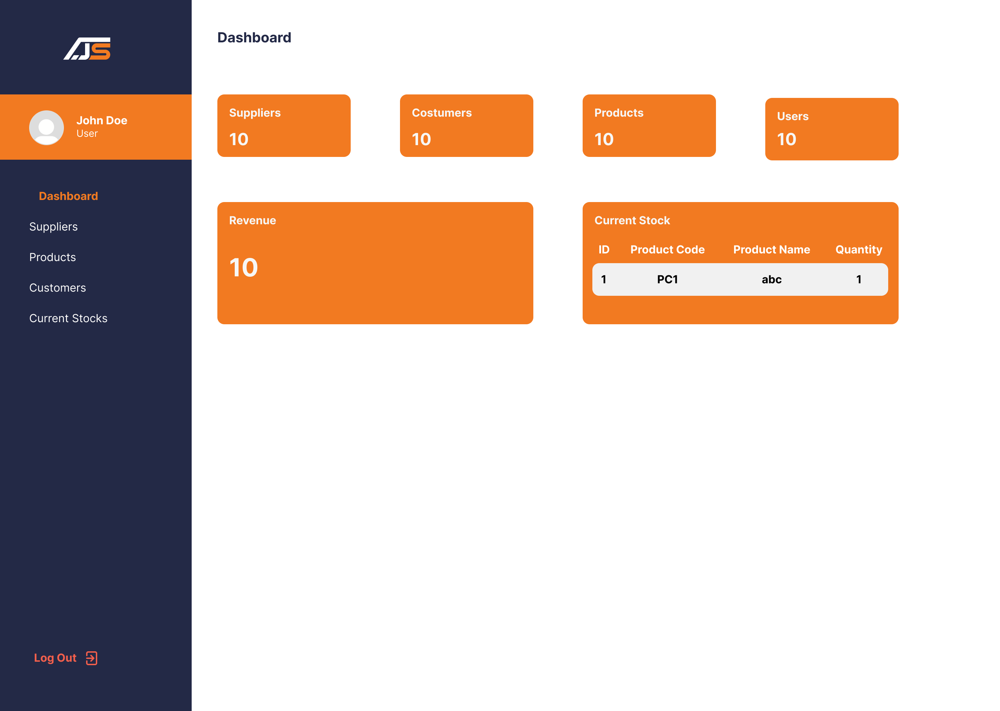 AJS
John Doe
User
Dashboard
Suppliers
Products
Customers
Current Stocks
Log Out
Dashboard
Suppliers
10
Costumers
10
Products
10
Users
10
Revenue
10
Current Stock
ID Product Code Product Name Quantity
1 PC1 abc 1